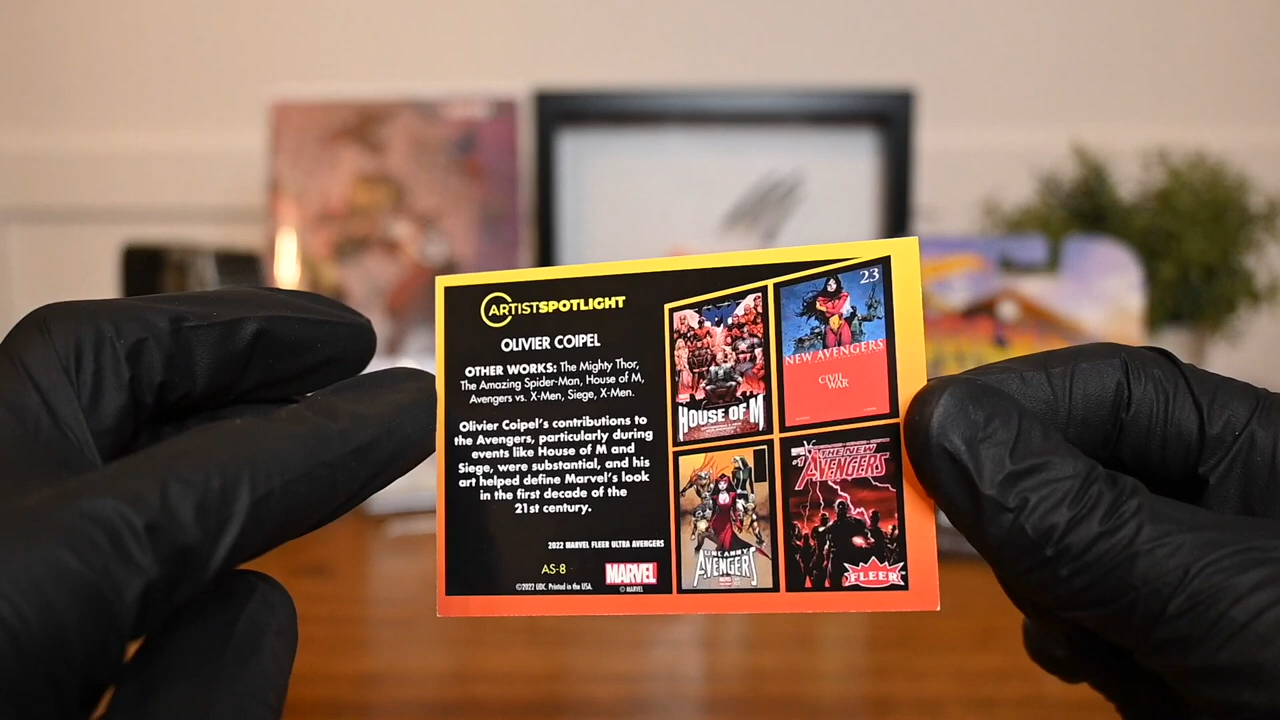 ARTISTSPOTLIGHT
OLIVIER COIPEL
OTHER WORKS: The Mighty Thor,
The Amazing Spider-Man, House of M,
Avengers vs. X-Men, Siege, X-Men.
Olivier Coipel's contributions to
the Avengers, particularly during
events like House of M and
Siege, were substantial, and his
art helped define Marvel's look
in the first decade of the
21st century.
2022 MARVEL FLEER ULTRA AVENGERS
AS-8
MARVEL
©2022 UDC. Printed in the USA.
© MARVEL
HOUSE OF M
23
NEW AVENGERS
CIVIL
WAR
UNCANNY
AVENGERS
#1
THE NEW
AVENGERS
FLEER